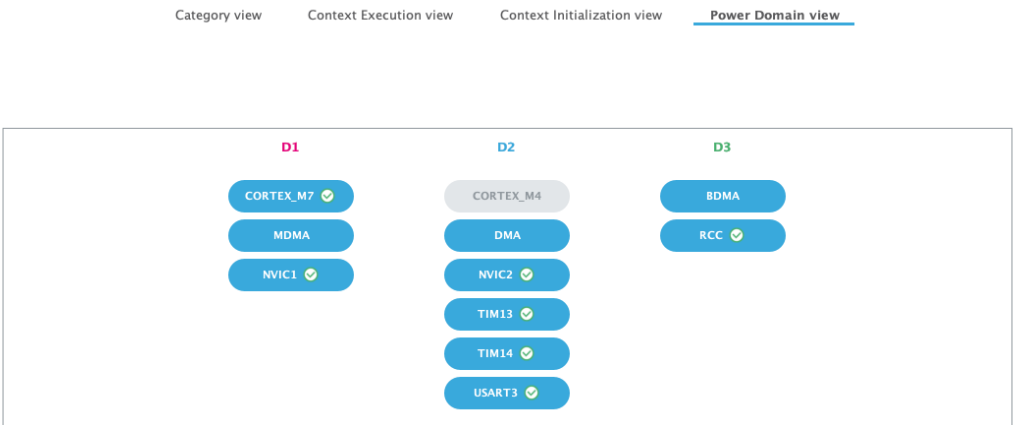 Category view Context Execution view Context Initialization view Power Domain view
D1 D2 D3
CORTEX_M7 CORTEX_M4 BDMA
MDMA DMA RCC
NVIC1 NVIC2
TIM13
TIM14
USART3